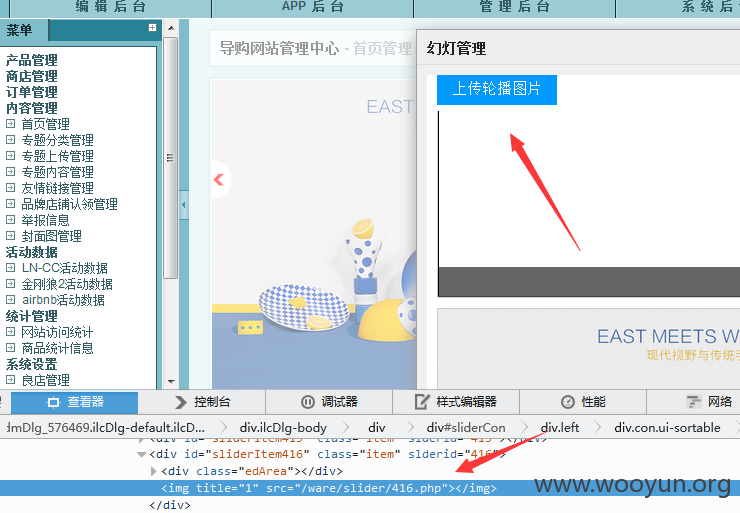 编辑后台 APP后台 管理后台 系统后
菜单
产品管理
商店管理
订单管理
内容管理
首页管理
专题分类管理
专题上传管理
专题内容管理
友情链接管理
品牌店铺认领管理
举报信息
封面图管理
活动数据
LN-CC活动数据
金刚狼2活动数据
airbnb活动数据
统计管理
网站访问统计
商品统计信息
系统设置
良店管理
导购网站管理中心 - 首页管理
EAST
幻灯管理
上传轮播图片
EAST MEETS W
现代视野与传统手
查看器 控制台 调试器 样式编辑器 性能 网络
dmDlg_576469.ilcDlg-default.ilcD... div.ilcDlg-body div div#sliderCon div.left div.con.ui-sortable
<div id="sliderItem415" class="item" slderid="415"></div>
<div id="sliderItem416" class="item" slderid="416">
<div class="edArea"></div>
<img title="1" src="/ware/slider/416.php"></img>
</div>
www.wooyun.org